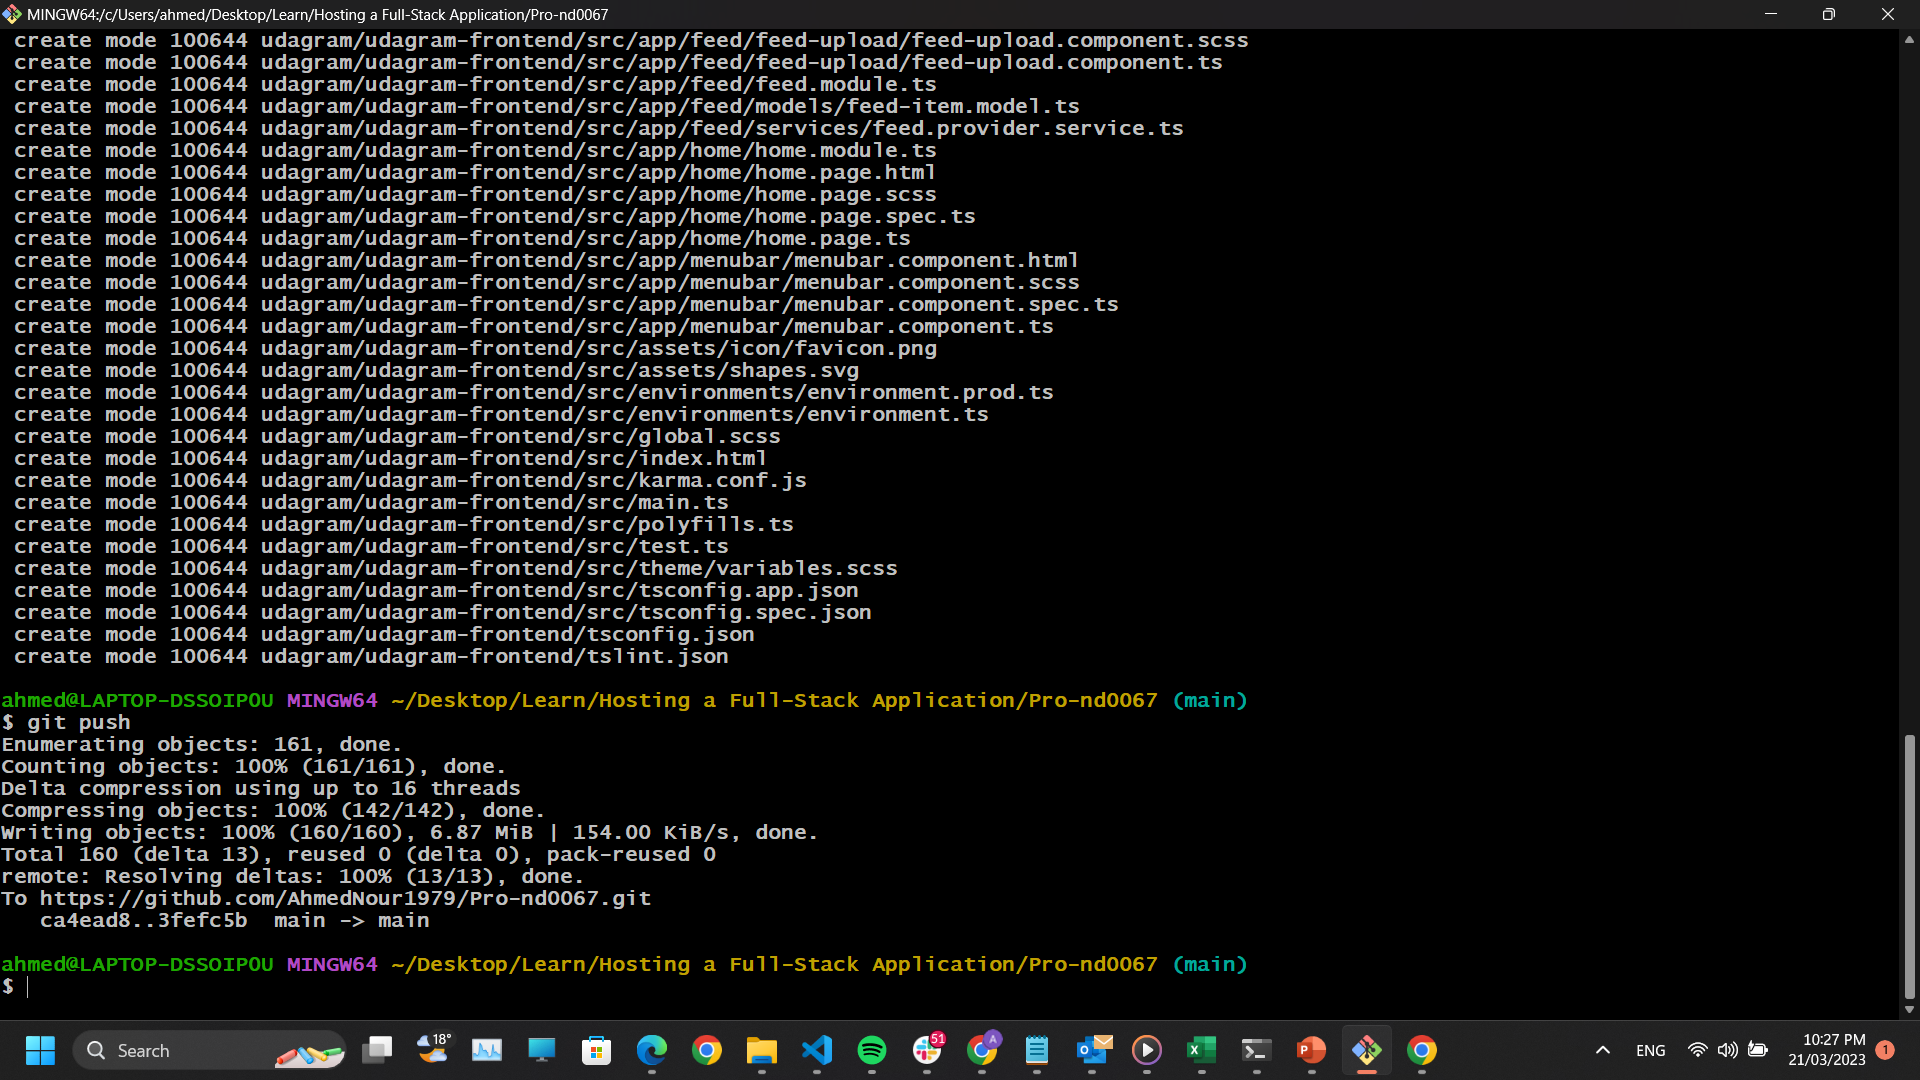 MINGW64:/c/Users/ahmed/Desktop/Learn/Hosting a Full-Stack Application/Pro-nd0067
create mode 100644 udagram/udagram-frontend/src/app/feed/feed-upload/feed-upload.component.scss
create mode 100644 udagram/udagram-frontend/src/app/feed/feed-upload/feed-upload.component.ts
create mode 100644 udagram/udagram-frontend/src/app/feed/feed.module.ts
create mode 100644 udagram/udagram-frontend/src/app/feed/models/feed-item.model.ts
create mode 100644 udagram/udagram-frontend/src/app/feed/services/feed.provider.service.ts
create mode 100644 udagram/udagram-frontend/src/app/home/home.module.ts
create mode 100644 udagram/udagram-frontend/src/app/home/home.page.html
create mode 100644 udagram/udagram-frontend/src/app/home/home.page.scss
create mode 100644 udagram/udagram-frontend/src/app/home/home.page.spec.ts
create mode 100644 udagram/udagram-frontend/src/app/home/home.page.ts
create mode 100644 udagram/udagram-frontend/src/app/menubar/menubar.component.html
create mode 100644 udagram/udagram-frontend/src/app/menubar/menubar.component.scss
create mode 100644 udagram/udagram-frontend/src/app/menubar/menubar.component.spec.ts
create mode 100644 udagram/udagram-frontend/src/app/menubar/menubar.component.ts
create mode 100644 udagram/udagram-frontend/src/assets/icon/favicon.png
create mode 100644 udagram/udagram-frontend/src/assets/shapes.svg
create mode 100644 udagram/udagram-frontend/src/environments/environment.prod.ts
create mode 100644 udagram/udagram-frontend/src/environments/environment.ts
create mode 100644 udagram/udagram-frontend/src/global.scss
create mode 100644 udagram/udagram-frontend/src/index.html
create mode 100644 udagram/udagram-frontend/src/karma.conf.js
create mode 100644 udagram/udagram-frontend/src/main.ts
create mode 100644 udagram/udagram-frontend/src/polyfills.ts
create mode 100644 udagram/udagram-frontend/src/test.ts
create mode 100644 udagram/udagram-frontend/src/theme/variables.scss
create mode 100644 udagram/udagram-frontend/src/tsconfig.app.json
create mode 100644 udagram/udagram-frontend/src/tsconfig.spec.json
create mode 100644 udagram/udagram-frontend/tsconfig.json
create mode 100644 udagram/udagram-frontend/tslint.json
ahmed@LAPTOP-DSSOIP0U MINGW64 ~/Desktop/Learn/Hosting a Full-Stack Application/Pro-nd0067 (main)
$ git push
Enumerating objects: 161, done.
Counting objects: 100% (161/161), done.
Delta compression using up to 16 threads
Compressing objects: 100% (142/142), done.
Writing objects: 100% (160/160), 6.87 MiB | 154.00 KiB/s, done.
Total 160 (delta 13), reused 0 (delta 0), pack-reused 0
remote: Resolving deltas: 100% (13/13), done.
To https://github.com/AhmedNour1979/Pro-nd0067.git
ca4ead8..3fefc5b  main -> main
ahmed@LAPTOP-DSSOIP0U MINGW64 ~/Desktop/Learn/Hosting a Full-Stack Application/Pro-nd0067 (main)
$
Search
18°
51
A
ENG
10:27 PM
21/03/2023
1